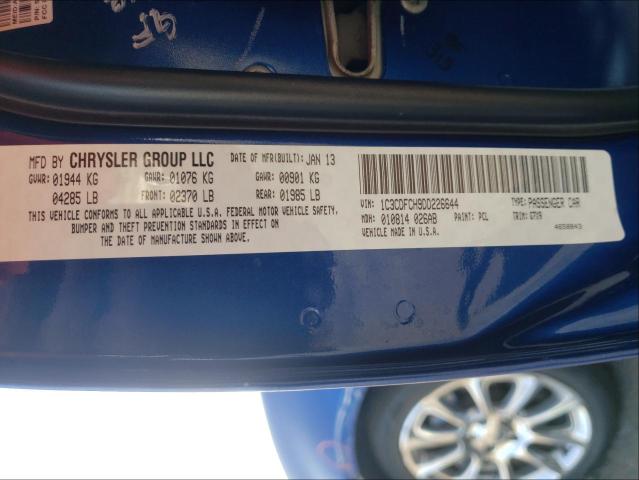 MFD BY CHRYSLER GROUP LLC DATE OF MFR(BUILT): JAN 13
GVWR: 01944 KG GAWR: 01076 KG GAWR: 00901 KG
04285 LB FRONT: 02370 LB REAR: 01985 LB
THIS VEHICLE CONFORMS TO ALL APPLICABLE U.S.A. FEDERAL MOTOR VEHICLE SAFETY,
BUMPER AND THEFT PREVENTION STANDARDS IN EFFECT ON
THE DATE OF MANUFACTURE SHOWN ABOVE.
VIN: 1C3CDFCH9DD226644 TYPE: PASSENGER CAR
MDH: 010814 026AB PAINT: PCL TRIM: G7X9
VEHICLE MADE IN U.S.A. 4658843